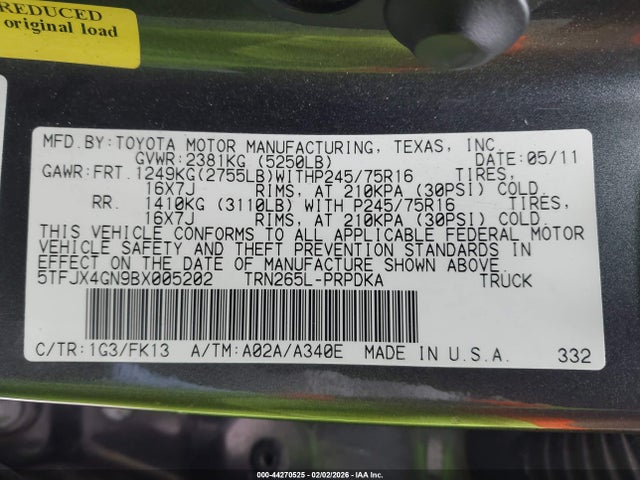 REDUCED
original load
MFD.BY:TOYOTA MOTOR MANUFACTURING, TEXAS, INC.
GVWR:2381KG (5250LB) DATE:05/11
GAWR:FRT. 1249KG(2755LB)WITHP245/75R16 TIRES,
16X7J RIMS, AT 210KPA (30PSI) COLD.
RR. 1410KG (3110LB) WITH P245/75R16 TIRES,
16X7J RIMS, AT 210KPA (30PSI) COLD.
THIS VEHICLE CONFORMS TO ALL APPLICABLE FEDERAL MOTOR
VEHICLE SAFETY AND THEFT PREVENTION STANDARDS IN
EFFECT ON THE DATE OF MANUFACTURE SHOWN ABOVE.
5TFJX4GN9BX005202 TRN265L-PRPDKA TRUCK
C/TR:1G3/FK13 A/TM:A02A/A340E MADE IN U.S.A. 332
000-44270525 - 02/02/2026 - IAA Inc.